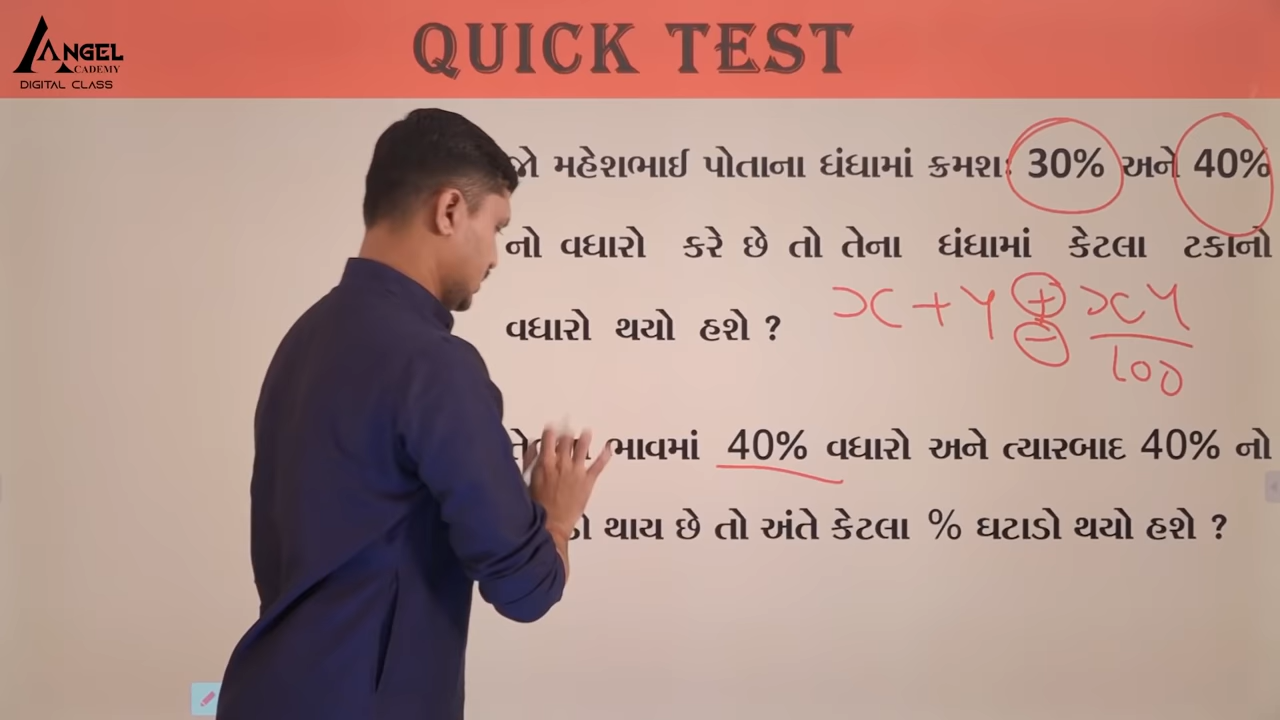 ANGEL
ACADEMY
DIGITAL CLASS
QUICK TEST
જો મહેશભાઈ પોતાના ધંધામાં ક્રમશઃ 30% અને 40%
નો વધારો કરે છે તો તેના ધંધામાં કેટલા ટકાનો
વધારો થયો હશે ?
x + y + xy
-
100
ભાવમાં 40% વધારો અને ત્યારબાદ 40% નો
થાય છે તો અંતે કેટલા % ઘટાડો થયો હશે ?